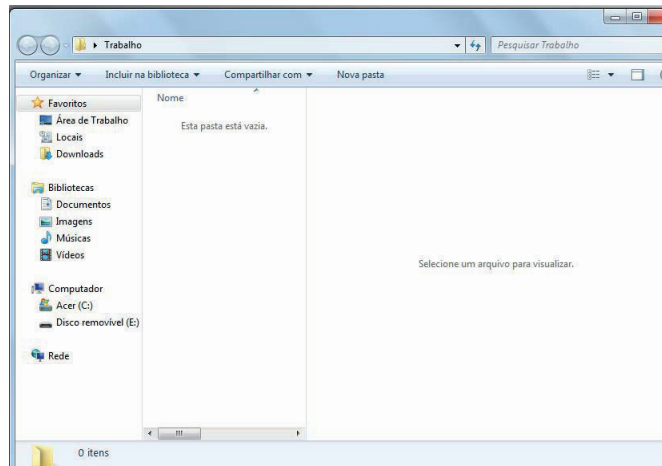 Trabalho
Pesquisar Trabalho
Organizar Incluir na biblioteca Compartilhar com Nova pasta
Favoritos
Área de Trabalho
Locais
Downloads
Bibliotecas
Documentos
Imagens
Músicas
Vídeos
Computador
Acer (C:)
Disco removível (E:)
Rede
Nome
Esta pasta está vazia.
Selecione um arquivo para visualizar.
0 itens